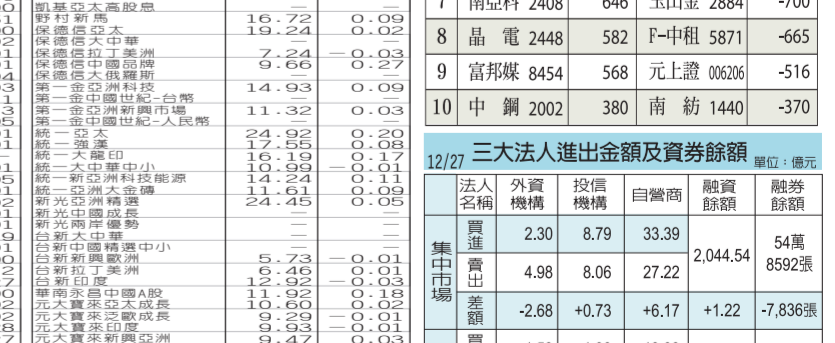 凱基亞太高股息 — —
野村新馬 16.72 0.09
保德信亞太 19.24 0.02
保德信大中華 — —
保德信拉丁美洲 7.24 －0.03
保德信中國品牌 9.66 0.27
保德信大俄羅斯 — —
第一金亞洲科技 14.93 0.09
第一金中國世紀-台幣 — —
第一金亞洲新興市場 11.32 0.03
第一金中國世紀-人民幣 — —
統一亞太 24.92 0.20
統一強漢 17.55 0.08
統一大龍印 16.19 0.17
統一大中華中小 10.99 －0.01
統一新亞洲科技能源 14.24 0.11
統一亞洲大金磚 11.61 0.09
新光亞洲精選 24.45 0.05
新光中國成長 — —
新光兩岸優勢 — —
台新大中華 — —
台新中國精選中小 — —
台新新興歐洲 5.73 －0.01
台新拉丁美洲 6.46 0.01
台新印度 12.92 －0.03
華南永昌中國A股 11.92 0.18
元大寶來亞太成長 10.60 0.02
元大寶來泛歐成長 9.29 －0.01
元大寶來印度 9.93 －0.01
元大寶來新興亞洲 9.47 0.03
7 南亞科 2408 646 玉山金 2884 -700
8 晶電 2448 582 F-中租 5871 -665
9 富邦媒 8454 568 元上證 006206 -516
10 中鋼 2002 380 南紡 1440 -370
12/27 三大法人進出金額及資券餘額 單位：億元
法人名稱 外資機構 投信機構 自營商 融資餘額 融券餘額
集中市場
買進 2.30 8.79 33.39 2,044.54 54萬8592張
賣出 4.98 8.06 27.22
差額 -2.68 +0.73 +6.17 +1.22 -7,836張